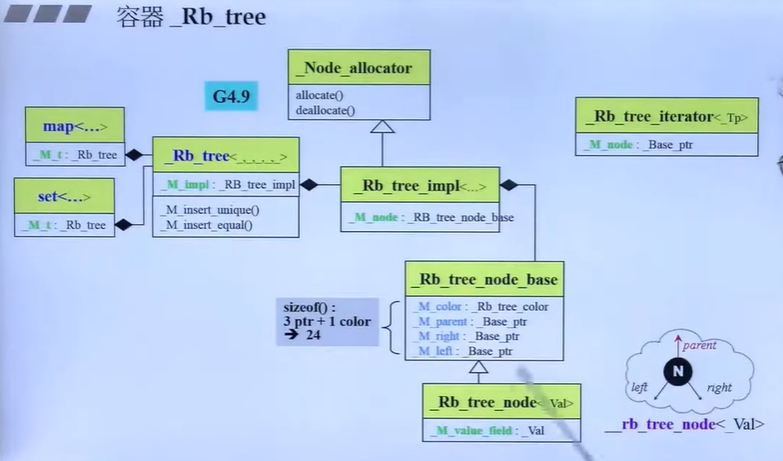 容器 _Rb_tree
G4.9
_Node_allocator
allocate()
deallocate()
_Rb_tree_iterator<_Tp>
_M_node : _Base_ptr
map<...>
_M_t : _Rb_tree
set<...>
_M_t : _Rb_tree
_Rb_tree<_,_,_,_,_>
_M_impl : _RB_tree_impl
_M_insert_unique()
_M_insert_equal()
_Rb_tree_impl<...>
_M_node : _RB_tree_node_base
_Rb_tree_node_base
_M_color : _Rb_tree_color
_M_parent : _Base_ptr
_M_right : _Base_ptr
_M_left : _Base_ptr
sizeof() :
3 ptr + 1 color
➔ 24
_Rb_tree_node<_Val>
_M_value_field : _Val
parent
N
left
right
__rb_tree_node<_Val>